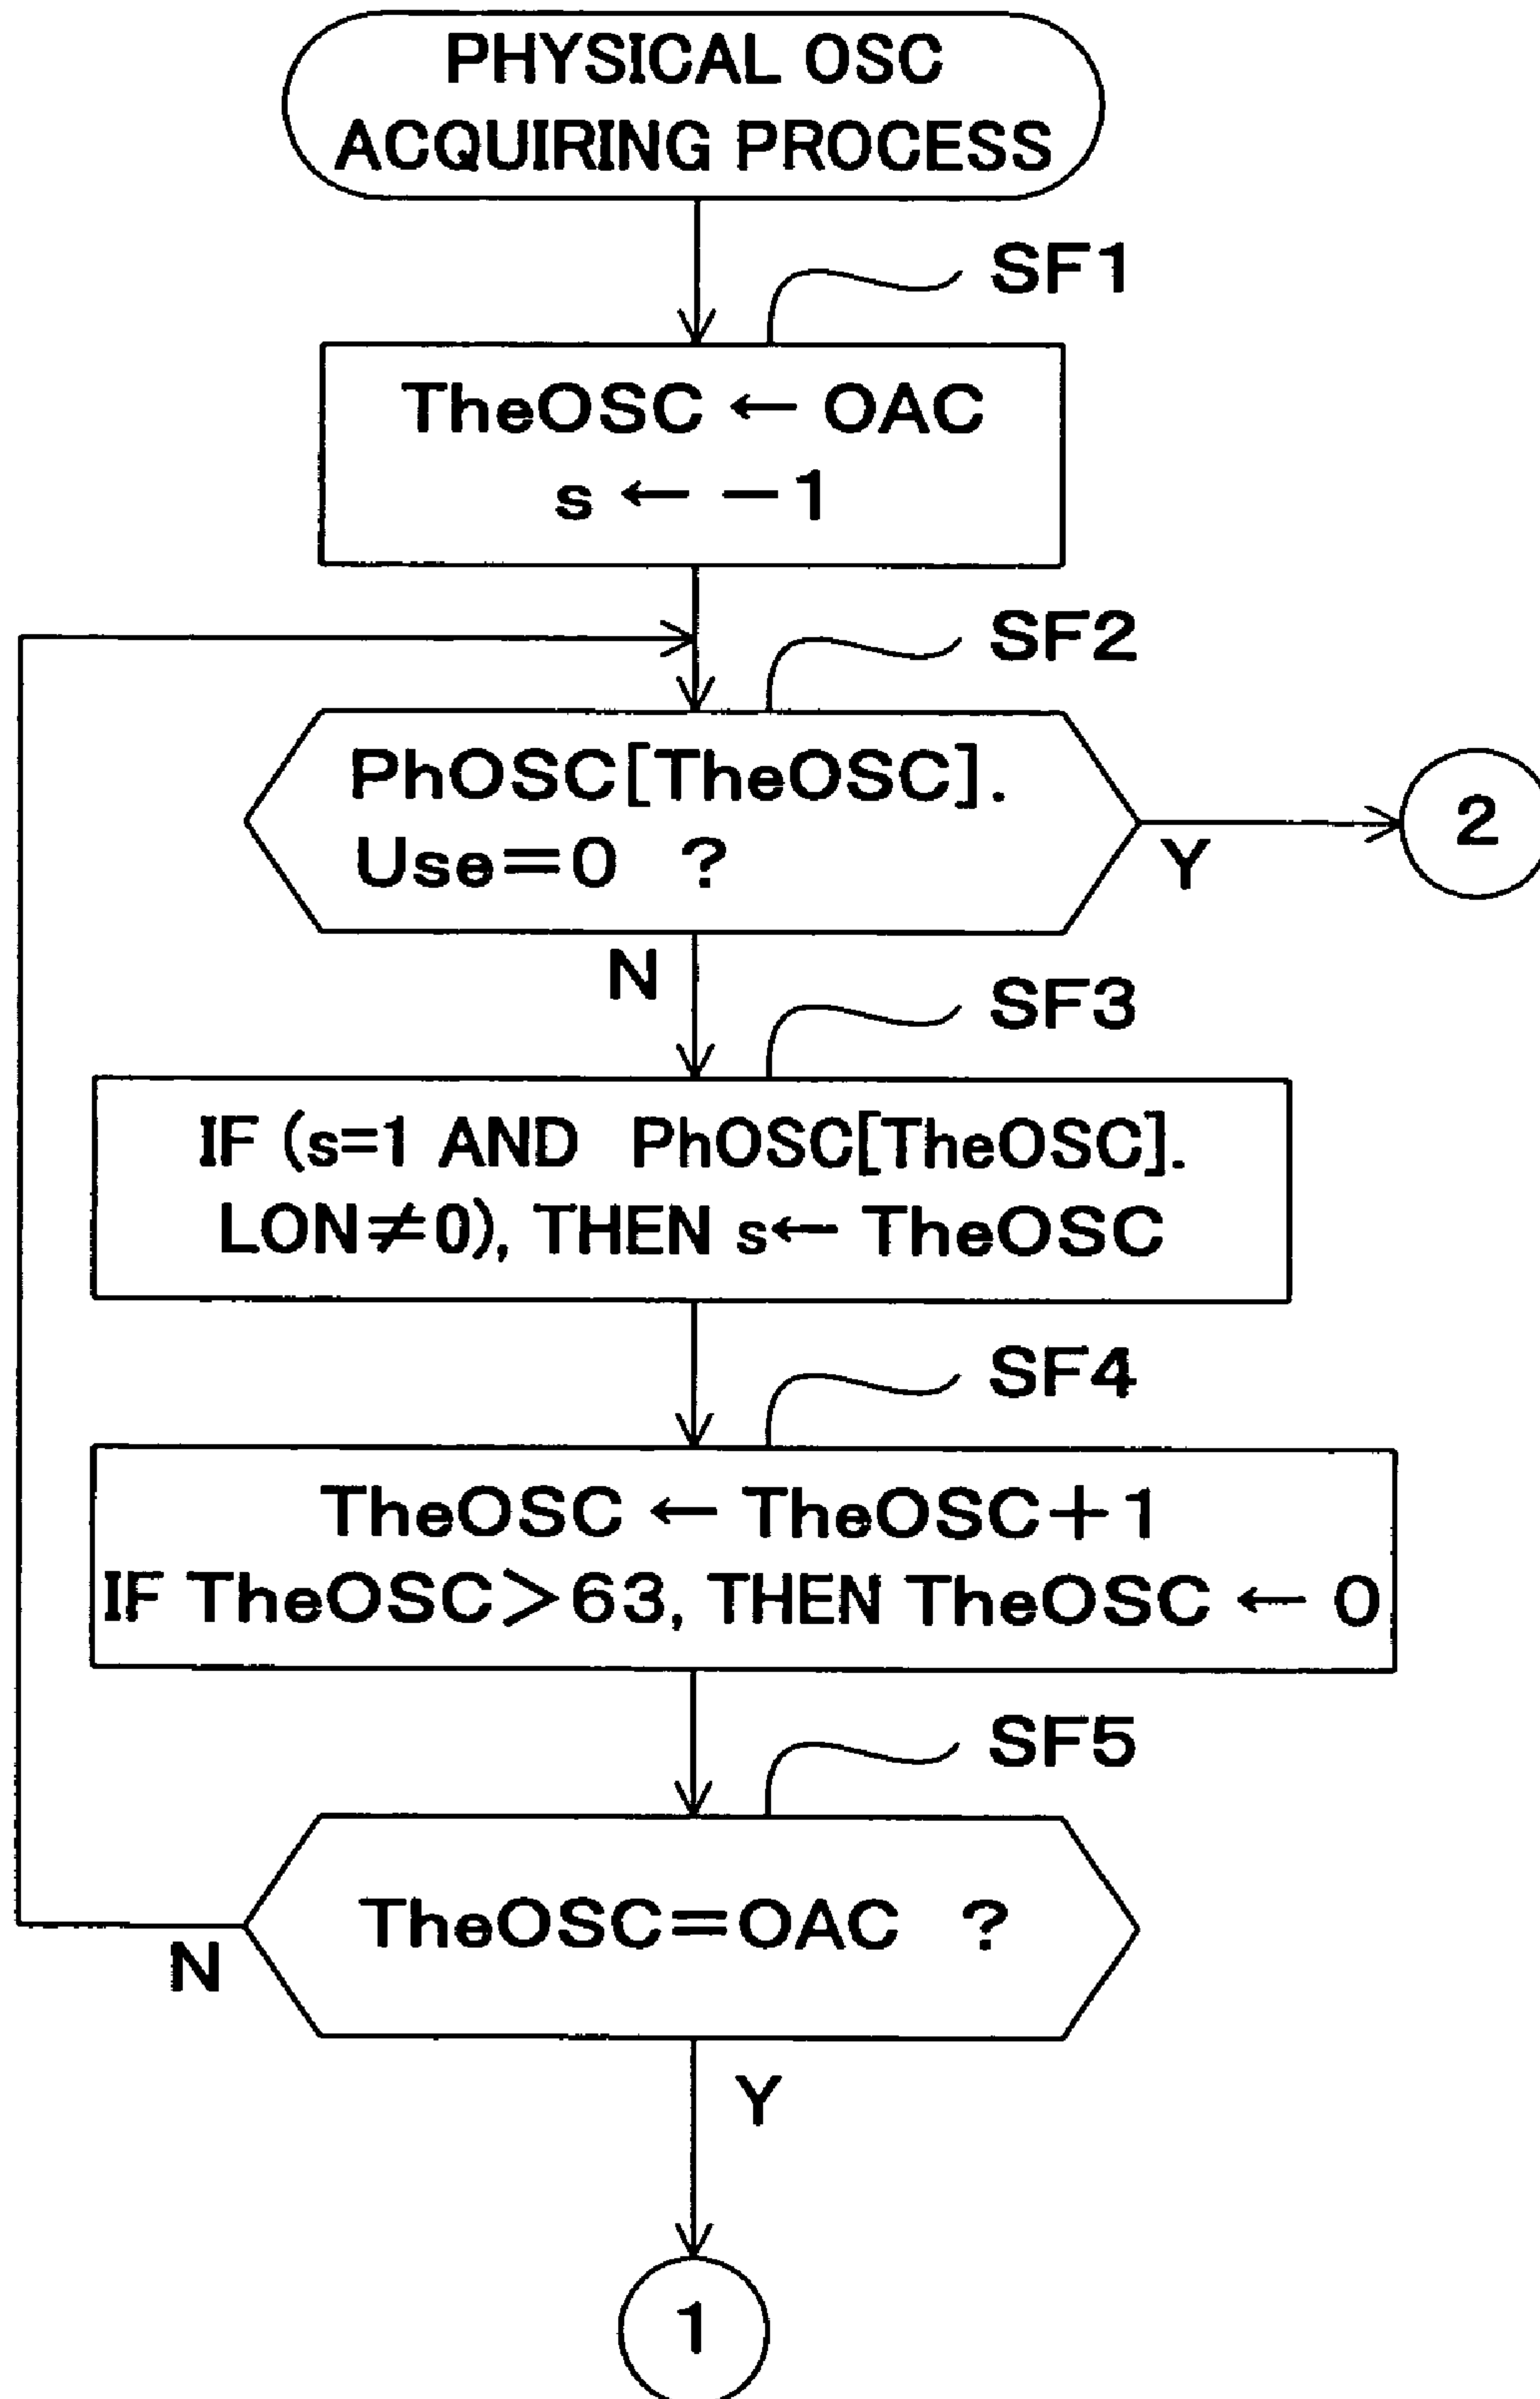 PHYSICAL OSC
ACQUIRING PROCESS
SF1
TheOSC ← OAC
s ← −1
SF2
PhOSC[TheOSC].
Use=0 ?
Y
2
N
SF3
IF (s=1 AND PhOSC[TheOSC].
LON≠0), THEN s← TheOSC
SF4
TheOSC ← TheOSC+1
IF TheOSC>63, THEN TheOSC ← 0
SF5
TheOSC=OAC ?
N
Y
1